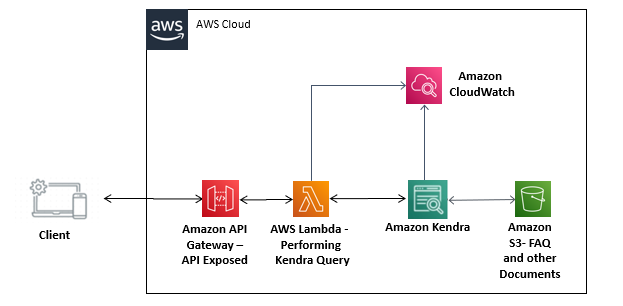 aws
AWS Cloud
Amazon
CloudWatch
Client
Amazon API
Gateway –
API Exposed
AWS Lambda -
Performing
Kendra Query
Amazon Kendra
Amazon
S3- FAQ
and other
Documents